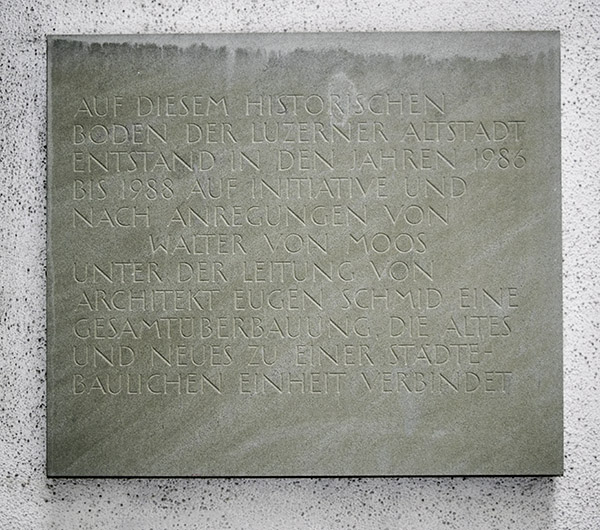 AUF DIESEM HISTORISCHEN
BODEN DER LUZERNER ALTSTADT
ENTSTAND IN DEN JAHREN 1986
BIS 1988 AUF INITIATIVE UND
NACH ANREGUNGEN VON
WALTER VON MOOS
UNTER DER LEITUNG VON
ARCHITEKT EUGEN SCHMID EINE
GESAMTÜBERBAUUNG, DIE ALTES
UND NEUES ZU EINER STÄDTE-
BAULICHEN EINHEIT VERBINDET